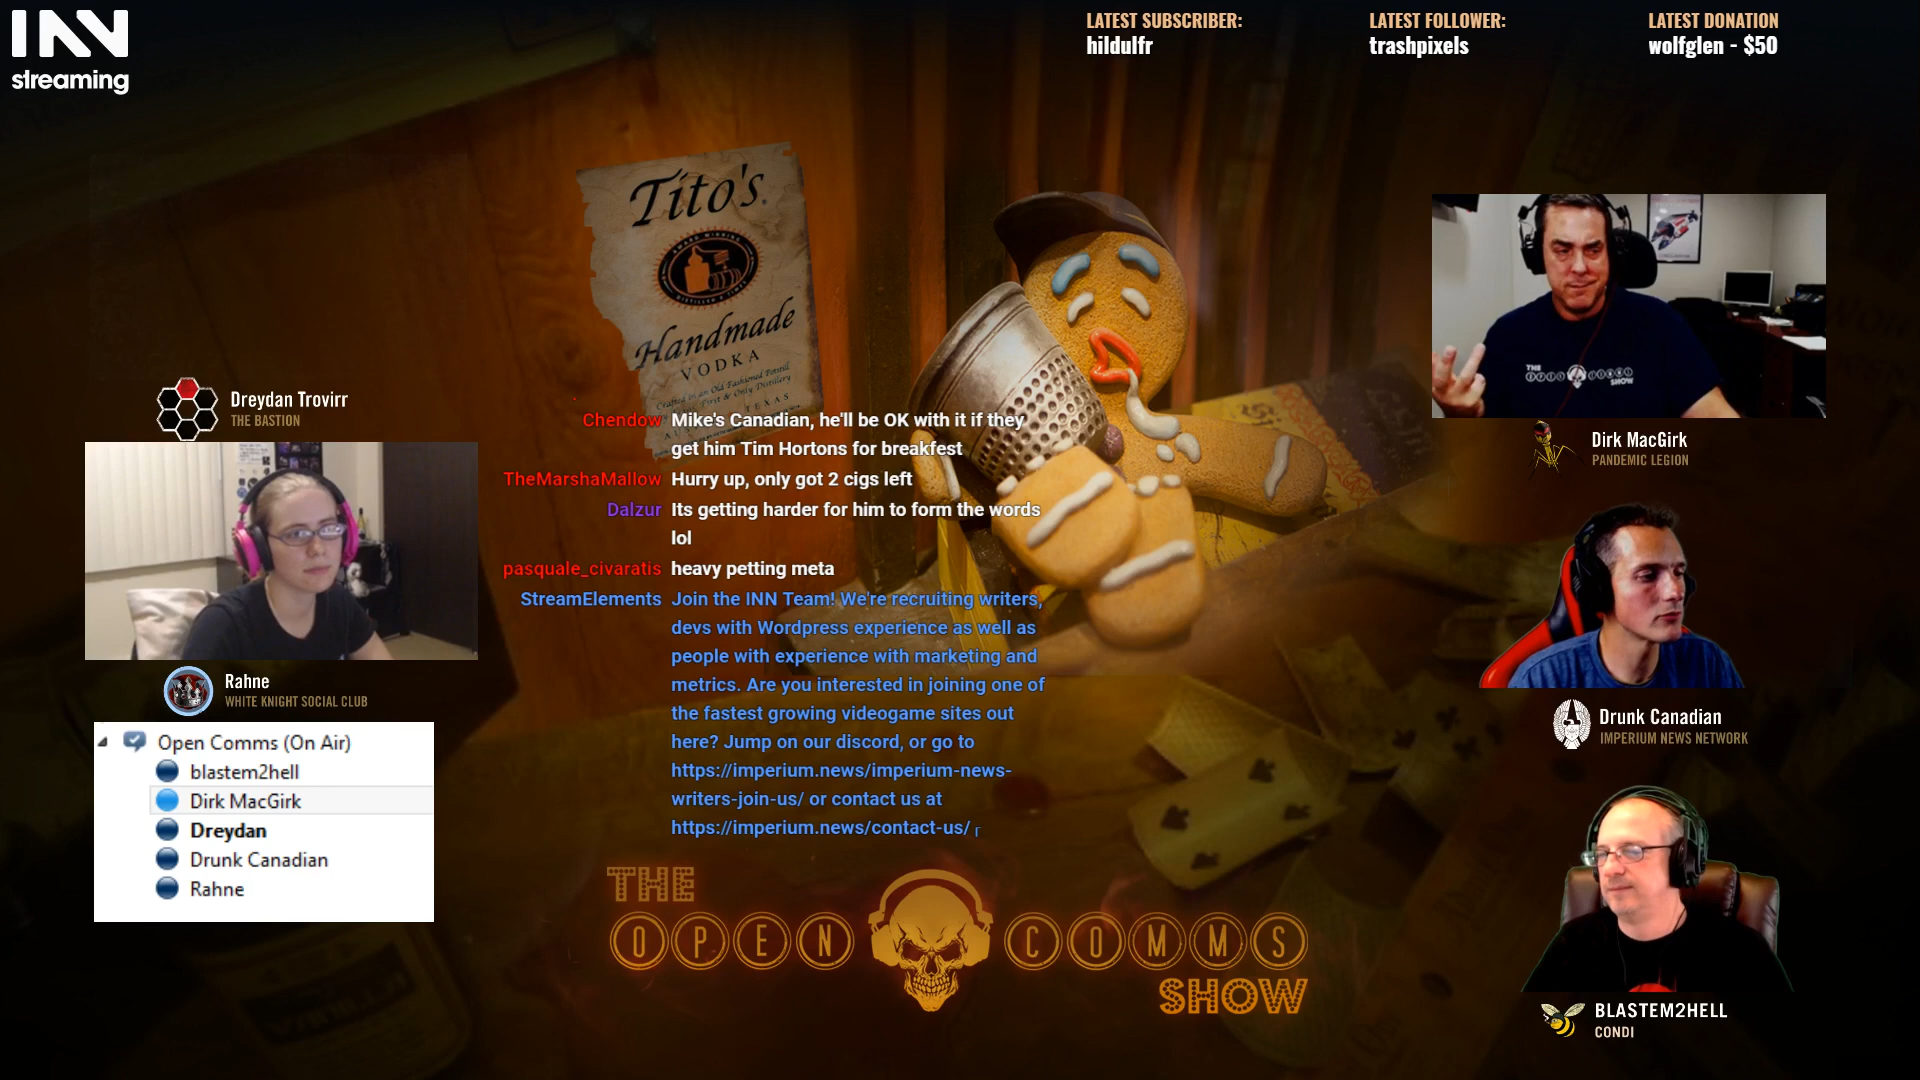 INN
streaming
LATEST SUBSCRIBER:
hildulfr
LATEST FOLLOWER:
trashpixels
LATEST DONATION
wolfglen - $50
Tito's
Handmade
VODKA
TEXAS
Dreydan Trovirr
THE BASTION
Chendow Mike's Canadian, he'll be OK with it if they
get him Tim Hortons for breakfest
TheMarshaMallow Hurry up, only got 2 cigs left
Dalzur Its getting harder for him to form the words
lol
pasquale_civaratis heavy petting meta
StreamElements Join the INN Team! We're recruiting writers,
devs with Wordpress experience as well as
people with experience with marketing and
metrics. Are you interested in joining one of
the fastest growing videogame sites out
here? Jump on our discord, or go to
https://imperium.news/imperium-news-
writers-join-us/ or contact us at
https://imperium.news/contact-us/ r
Rahne
WHITE KNIGHT SOCIAL CLUB
Open Comms (On Air)
blastem2hell
Dirk MacGirk
Dreydan
Drunk Canadian
Rahne
THE
OPEN COMMS
SHOW
THE
OPEN COMMS
SHOW
Dirk MacGirk
PANDEMIC LEGION
Drunk Canadian
IMPERIUM NEWS NETWORK
BLASTEM2HELL
CONDI